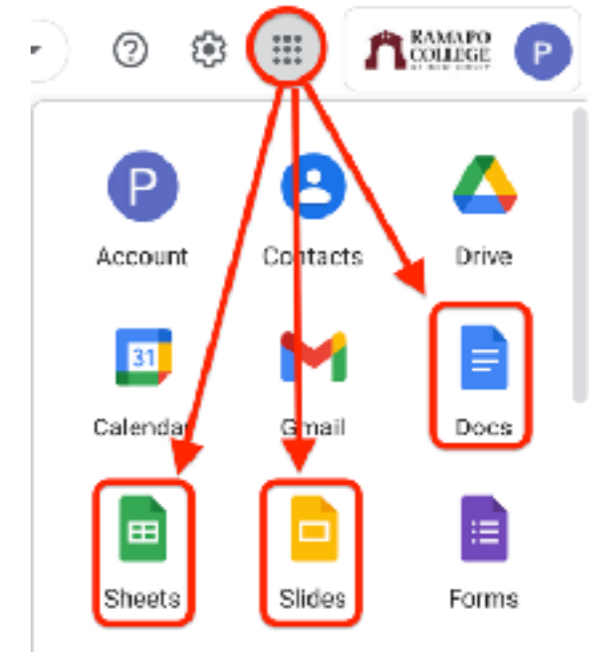 RAMAPO
COLLEGE
P
P
Account
Contacts
Drive
31
Calendar
Gmail
Docs
Sheets
Slides
Forms